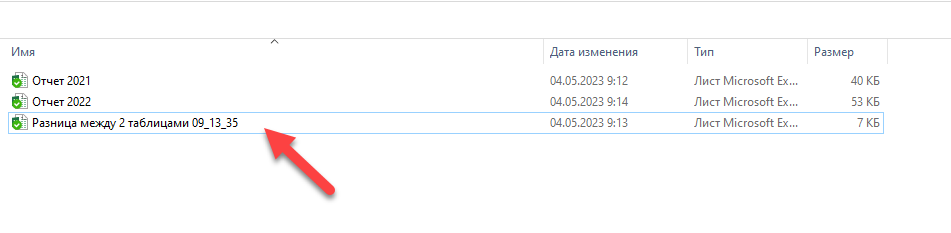 Имя Дата изменения Тип Размер
Отчет 2021 04.05.2023 9:12 Лист Microsoft Ex... 40 КБ
Отчет 2022 04.05.2023 9:14 Лист Microsoft Ex... 53 КБ
Разница между 2 таблицами 09_13_35 04.05.2023 9:13 Лист Microsoft Ex... 7 КБ